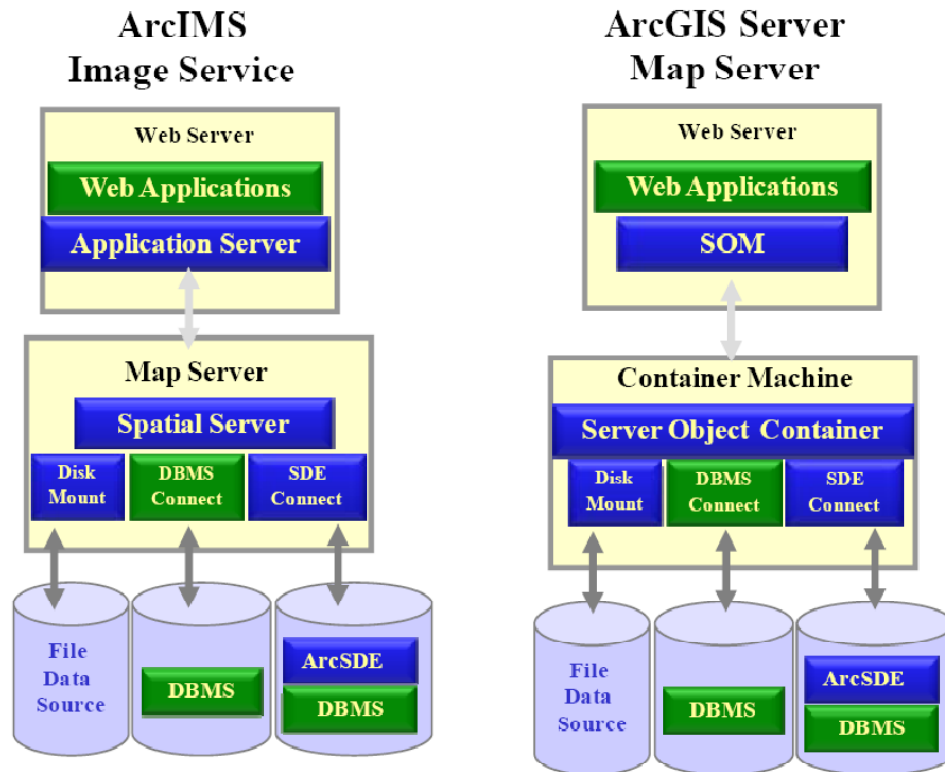 ArcIMS
Image Service
Web Server
Web Applications
Application Server
Map Server
Spatial Server
Disk
Mount
DBMS
Connect
SDE
Connect
File
Data
Source
DBMS
ArcSDE
DBMS
ArcGIS Server
Map Server
Web Server
Web Applications
SOM
Container Machine
Server Object Container
Disk
Mount
DBMS
Connect
SDE
Connect
File
Data
Source
DBMS
ArcSDE
DBMS